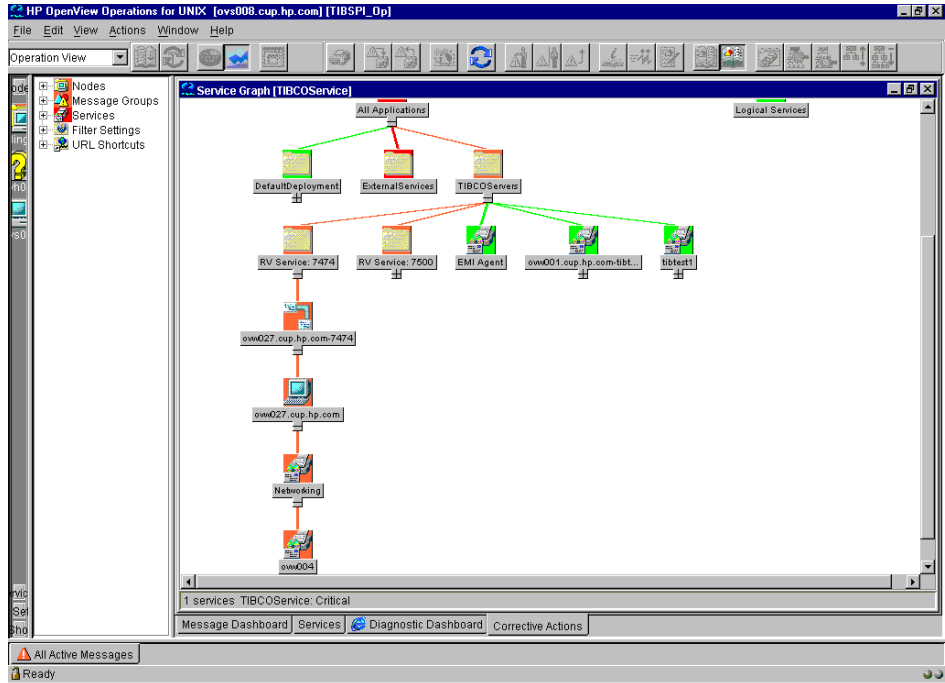 HP OpenView Operations for UNIX [ovs008.cup.hp.com] [TIBSPI_Op]
File Edit View Actions Window Help
Operation View
Nodes
Message Groups
Services
Filter Settings
URL Shortcuts
Service Graph [TIBCOService]
All Applications
Logical Services
DefaultDeployment
ExternalServices
TIBCOServers
RV Service: 7474
RV Service: 7500
EMI Agent
ovw001.cup.hp.com-tibt...
tibtest1
ovw027.cup.hp.com-7474
ovw027.cup.hp.com
Networking
ovw004
1 services TIBCOService: Critical
Message Dashboard
Services
Diagnostic Dashboard
Corrective Actions
All Active Messages
Ready